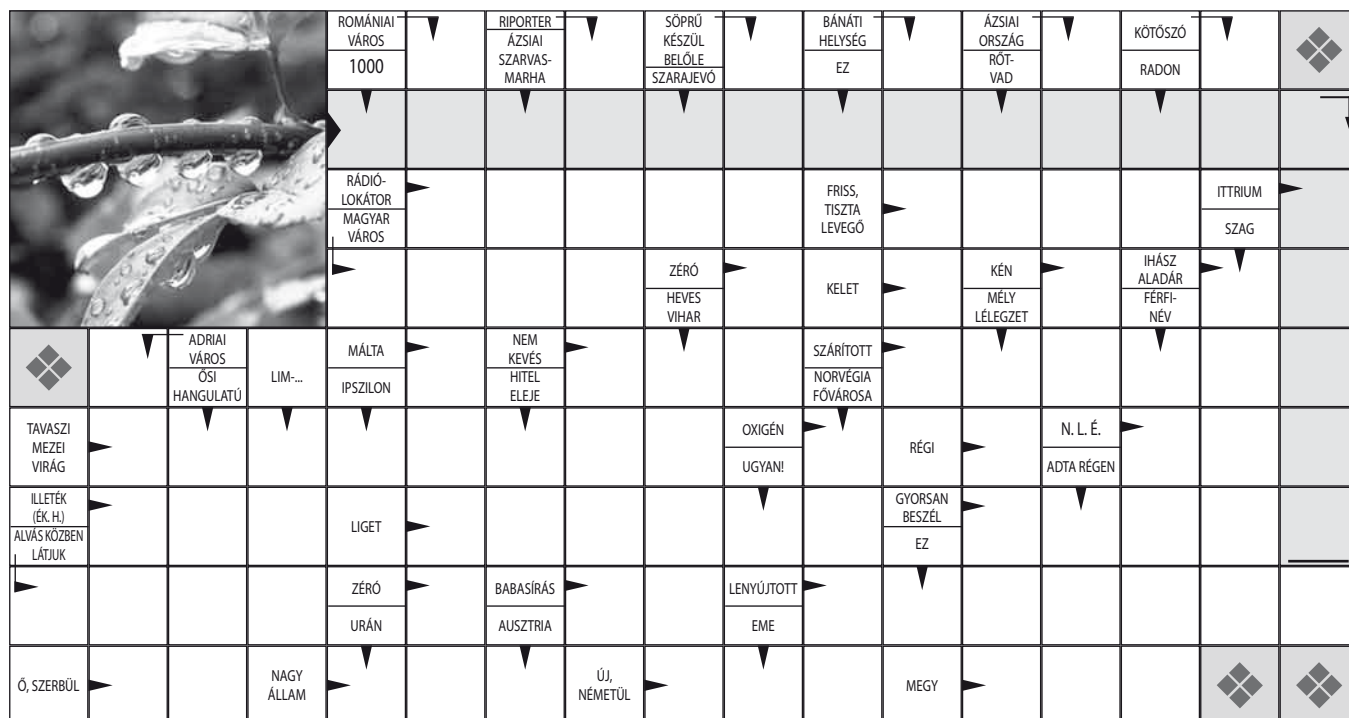 ROMÁNIAI
VÁROS
1000
RIPORTER
ÁZSIAI
SZARVAS-
MARHA
SÖPRŰ
KÉSZÜL
BELŐLE
SZARAJEVÓ
BÁNÁTI
HELYSÉG
EZ
ÁZSIAI
ORSZÁG
RŐT-
VAD
KÖTŐSZÓ
RADON
RÁDIÓ-
LOKÁTOR
MAGYAR
VÁROS
FRISS,
TISZTA
LEVEGŐ
ITTRIUM
SZAG
ZÉRÓ
HEVES
VIHAR
KELET
KÉN
MÉLY
LÉLEGZET
IHÁSZ
ALADÁR
FÉRFI-
NÉV
ADRIAI
VÁROS
ŐSI
HANGULATÚ
LIM-...
MÁLTA
IPSZILON
NEM
KEVÉS
HITEL
ELEJE
SZÁRÍTOTT
NORVÉGIA
FŐVÁROSA
TAVASZI
MEZEI
VIRÁG
OXIGÉN
UGYAN!
RÉGI
N. L. É.
ADTA RÉGEN
ILLETÉK
(ÉK. H.)
ALVÁS KÖZBEN
LÁTJUK
LIGET
GYORSAN
BESZÉL
EZ
ZÉRÓ
URÁN
BABASÍRÁS
AUSZTRIA
LENYÚJTOTT
EME
Ő, SZERBÜL
NAGY
ÁLLAM
ÚJ,
NÉMETÜL
MEGY